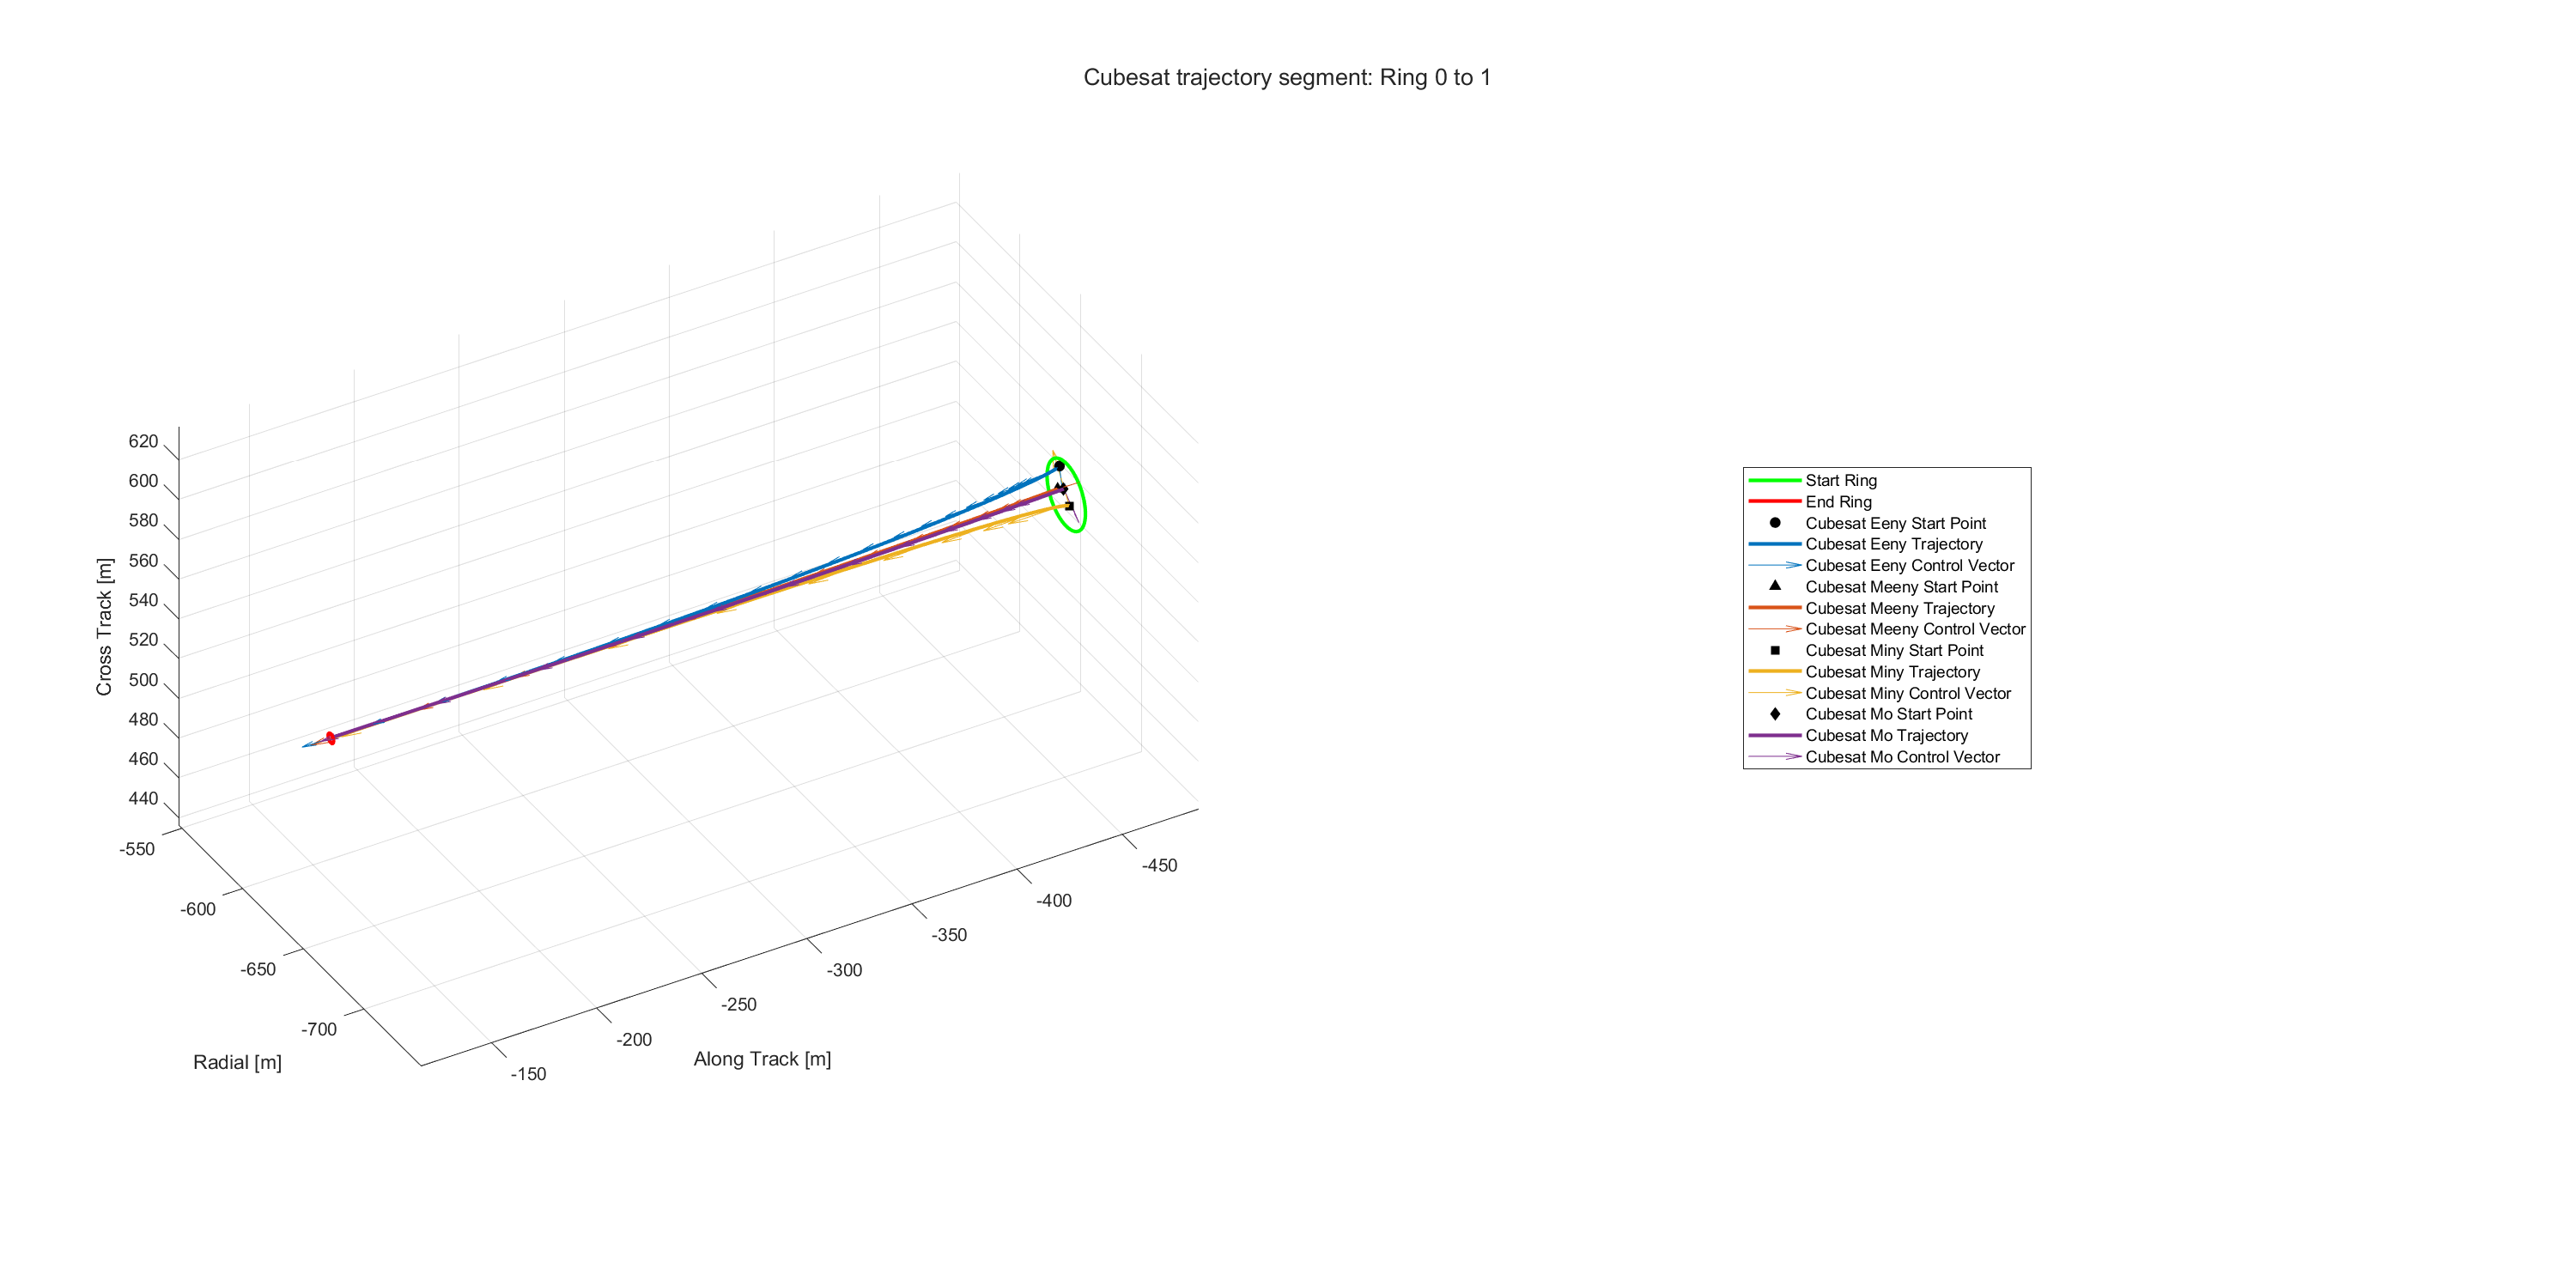 Cubesat trajectory segment: Ring 0 to 1
620
600
580
560
540
520
500
480
460
440
Cross Track [m]
-550
-600
-650
-700
Radial [m]
-150
-200
-250
-300
-350
-400
-450
Along Track [m]
Start Ring
End Ring
Cubesat Eeny Start Point
Cubesat Eeny Trajectory
Cubesat Eeny Control Vector
Cubesat Meeny Start Point
Cubesat Meeny Trajectory
Cubesat Meeny Control Vector
Cubesat Miny Start Point
Cubesat Miny Trajectory
Cubesat Miny Control Vector
Cubesat Mo Start Point
Cubesat Mo Trajectory
Cubesat Mo Control Vector